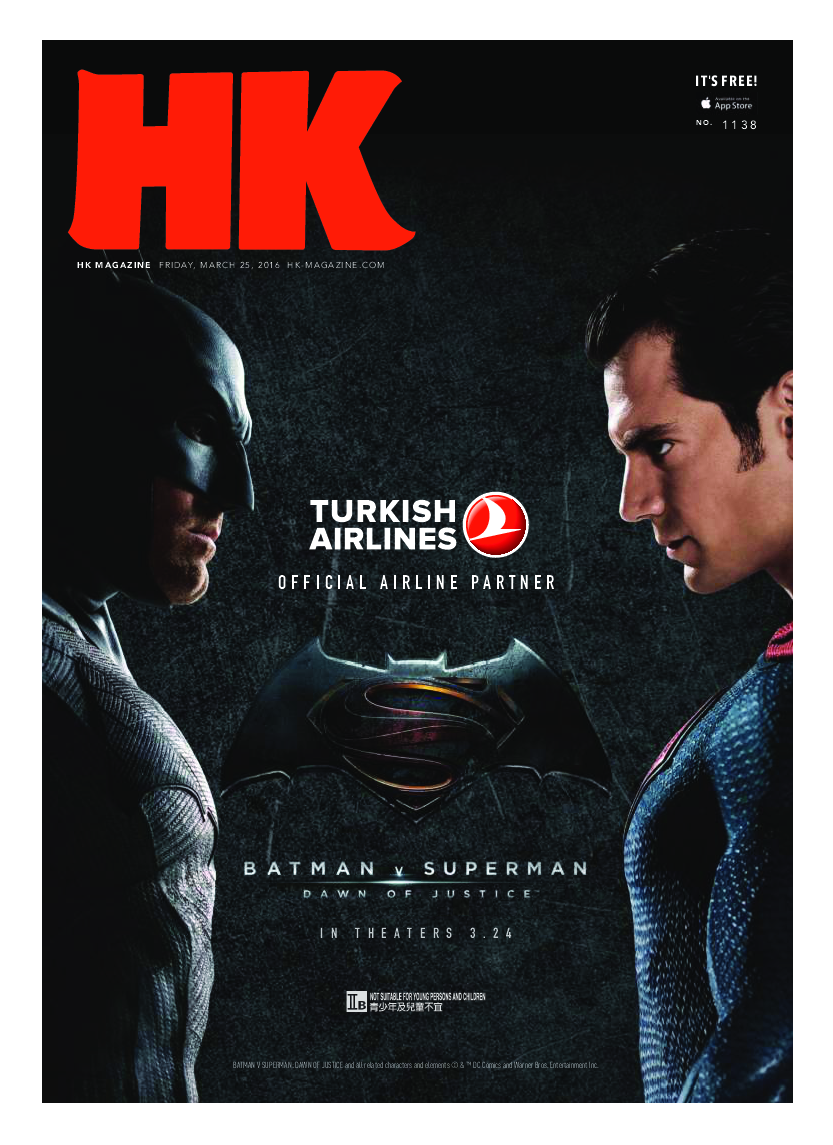 HK
IT'S FREE!
Available on the
App Store
NO. 1138
HK MAGAZINE FRIDAY, MARCH 25, 2016 HK-MAGAZINE.COM
TURKISH
AIRLINES
OFFICIAL AIRLINE PARTNER
BATMAN v SUPERMAN
DAWN OF JUSTICE™
IN THEATERS 3.24
IIB NOT SUITABLE FOR YOUNG PERSONS AND CHILDREN
青少年及兒童不宜
BATMAN V SUPERMAN: DAWN OF JUSTICE and all related characters and elements © & ™ DC Comics and Warner Bros. Entertainment Inc.